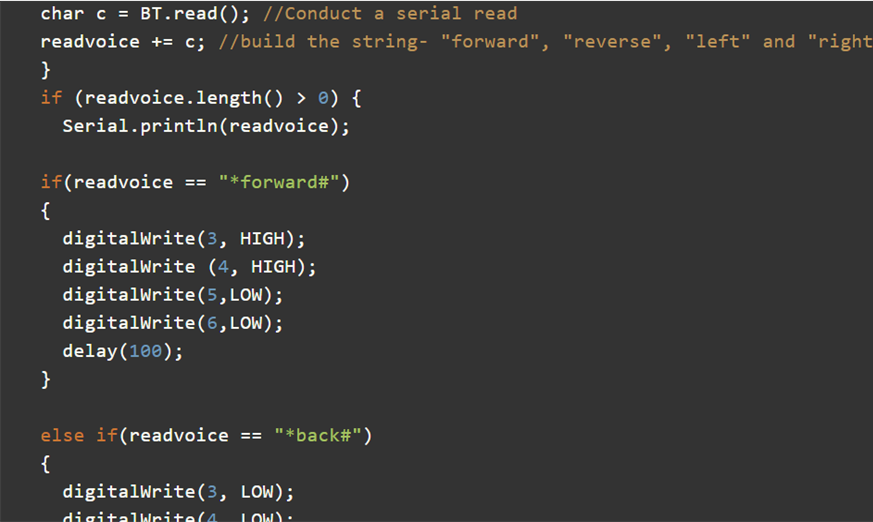 char c = BT.read(); //Conduct a serial read
readvoice += c; //build the string- "forward", "reverse", "left" and "right
}
if (readvoice.length() > 0) {
Serial.println(readvoice);
if(readvoice == "*forward#")
{
digitalWrite(3, HIGH);
digitalWrite (4, HIGH);
digitalWrite(5,LOW);
digitalWrite(6,LOW);
delay(100);
}
else if(readvoice == "*back#")
{
digitalWrite(3, LOW);
digitalWrite(4, LOW);